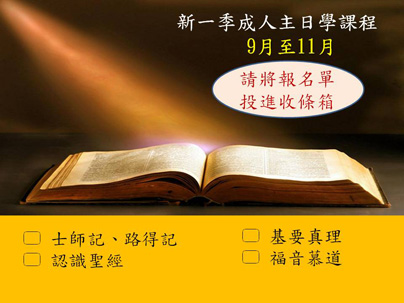 新一季成人主日學課程
9月至11月
請將報名單
投進收條箱
士師記、路得記
認識聖經
基要真理
福音慕道